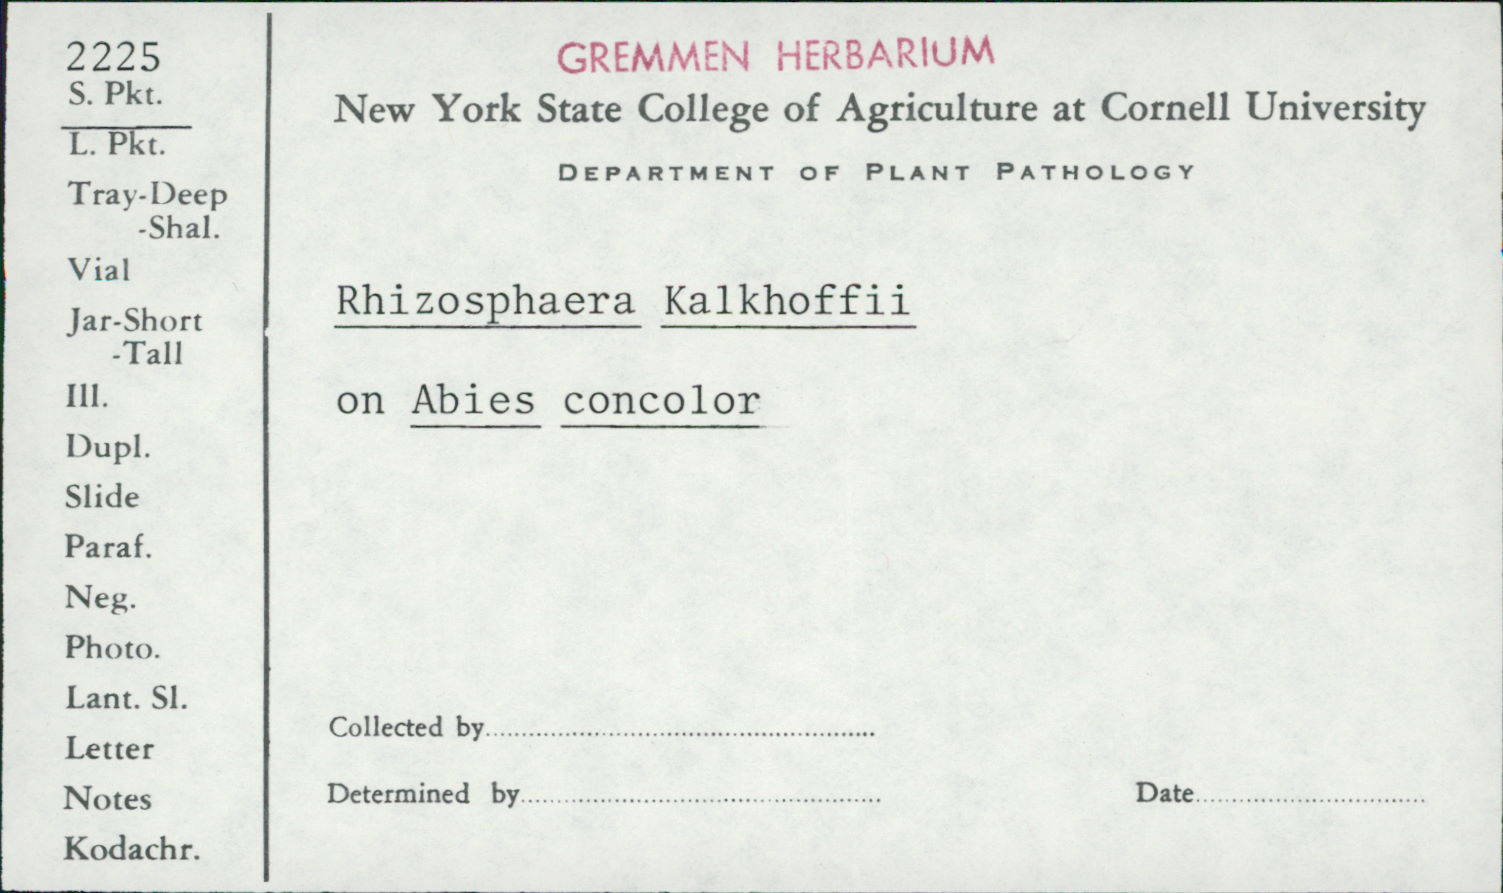 2225
S. Pkt.
L. Pkt.
Tray-Deep
-Shal.
Vial
Jar-Short
-Tall
Ill.
Dupl.
Slide
Paraf.
Neg.
Photo.
Lant. Sl.
Letter
Notes
Kodachr.
GREMMEN HERBARIUM
New York State College of Agriculture at Cornell University
DEPARTMENT OF PLANT PATHOLOGY
Rhizosphaera Kalkhoffii
on Abies concolor
Collected by
Determined by
Date